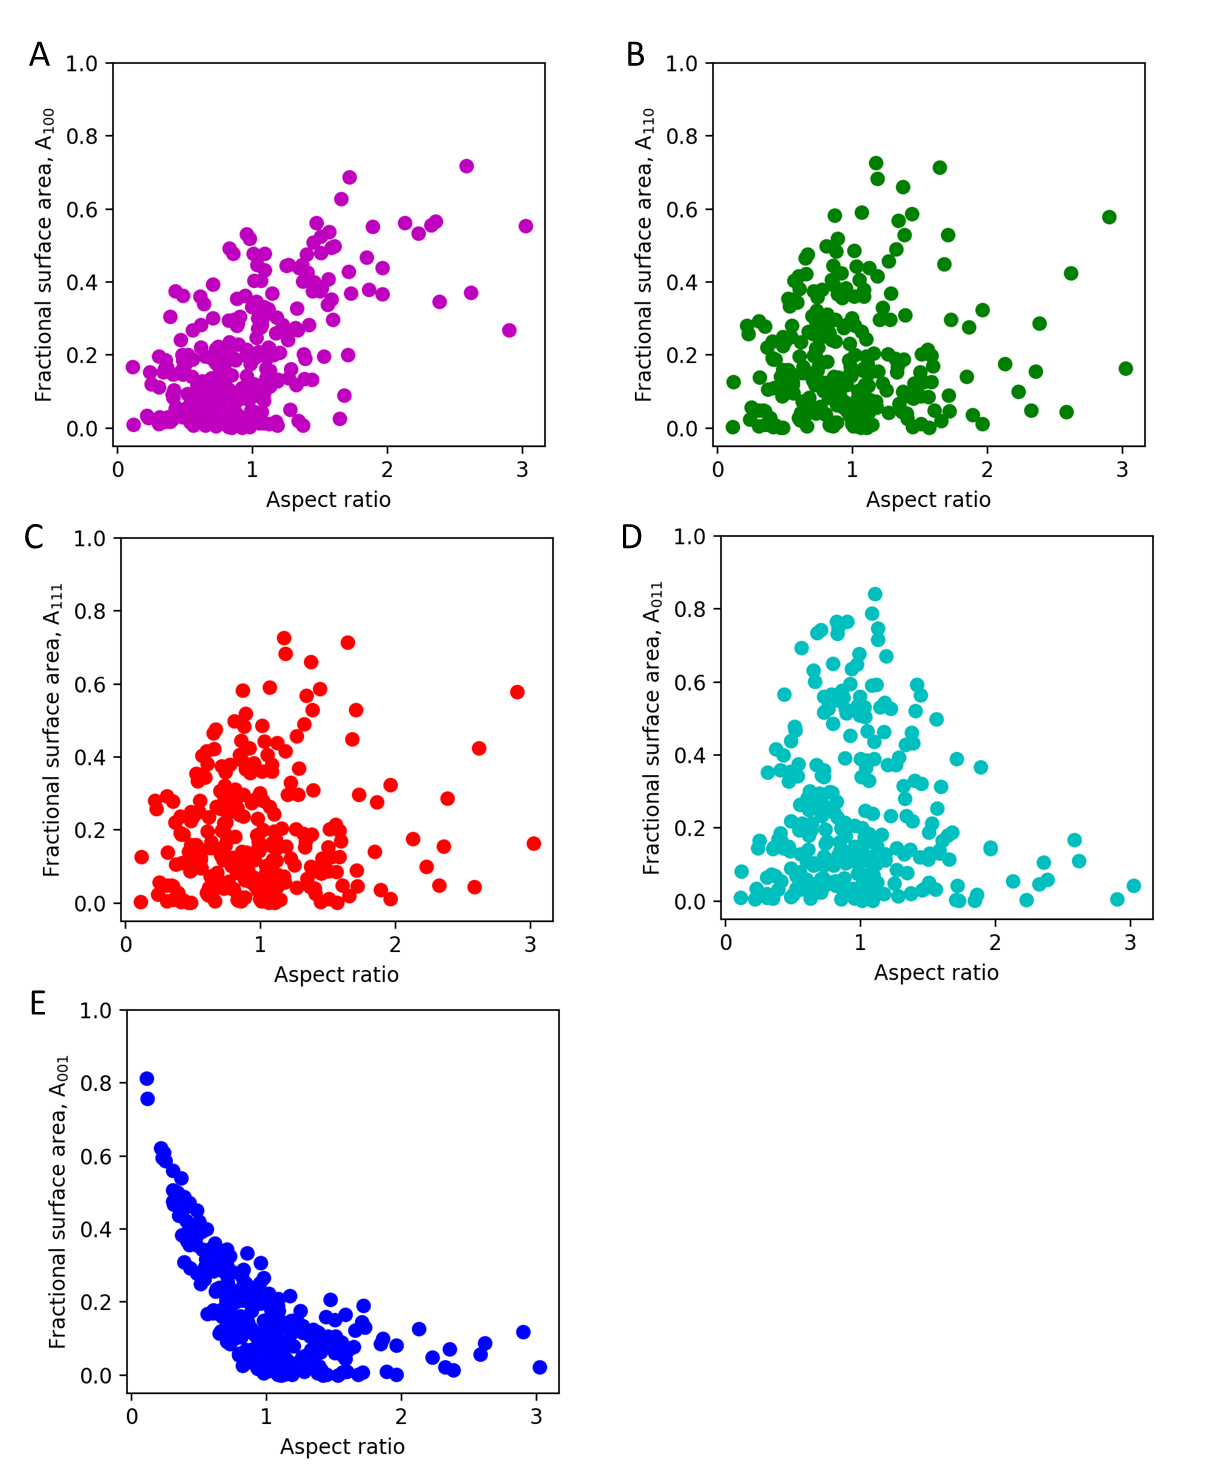 A
1.0
0.8
0.6
0.4
0.2
0.0
Fractional surface area, A₁₀₀
0 1 2 3
Aspect ratio
B
1.0
0.8
0.6
0.4
0.2
0.0
Fractional surface area, A₁₁₀
0 1 2 3
Aspect ratio
C
1.0
0.8
0.6
0.4
0.2
0.0
Fractional surface area, A₁₁₁
0 1 2 3
Aspect ratio
D
1.0
0.8
0.6
0.4
0.2
0.0
Fractional surface area, A₀₁₁
0 1 2 3
Aspect ratio
E
1.0
0.8
0.6
0.4
0.2
0.0
Fractional surface area, A₀₀₁
0 1 2 3
Aspect ratio